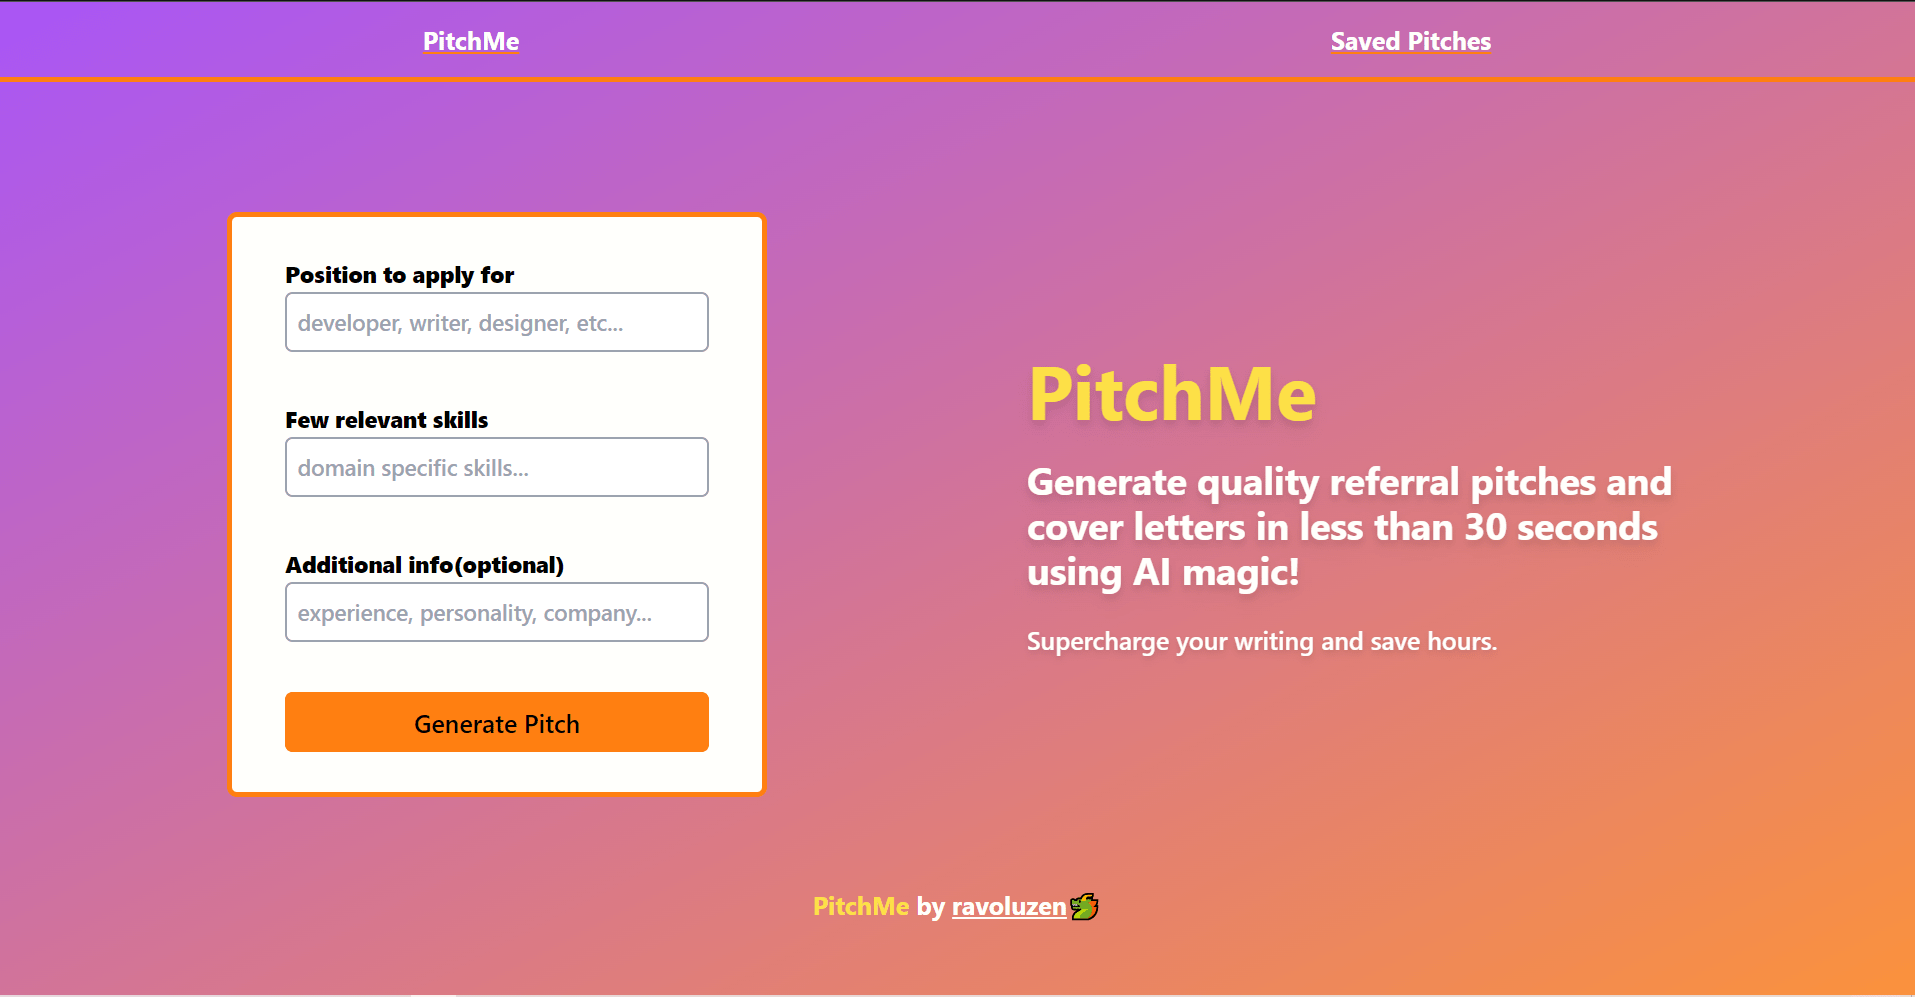 PitchMe
Saved Pitches
Position to apply for
developer, writer, designer, etc...
Few relevant skills
domain specific skills...
Additional info(optional)
experience, personality, company...
Generate Pitch
PitchMe
Generate quality referral pitches and
cover letters in less than 30 seconds
using AI magic!
Supercharge your writing and save hours.
PitchMe by ravoluzen